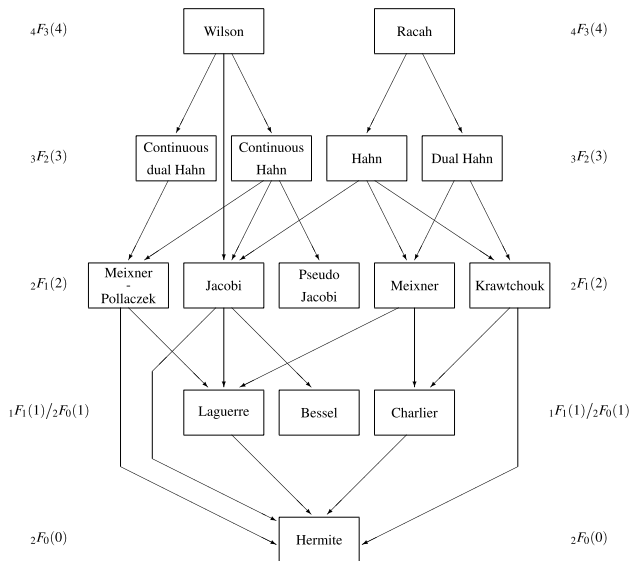 ₄F₃(4)
Wilson
Racah
₄F₃(4)
₃F₂(3)
Continuous
dual Hahn
Continuous
Hahn
Hahn
Dual Hahn
₃F₂(3)
₂F₁(2)
Meixner
-
Pollaczek
Jacobi
Pseudo
Jacobi
Meixner
Krawtchouk
₂F₁(2)
₁F₁(1)/₂F₀(1)
Laguerre
Bessel
Charlier
₁F₁(1)/₂F₀(1)
₂F₀(0)
Hermite
₂F₀(0)